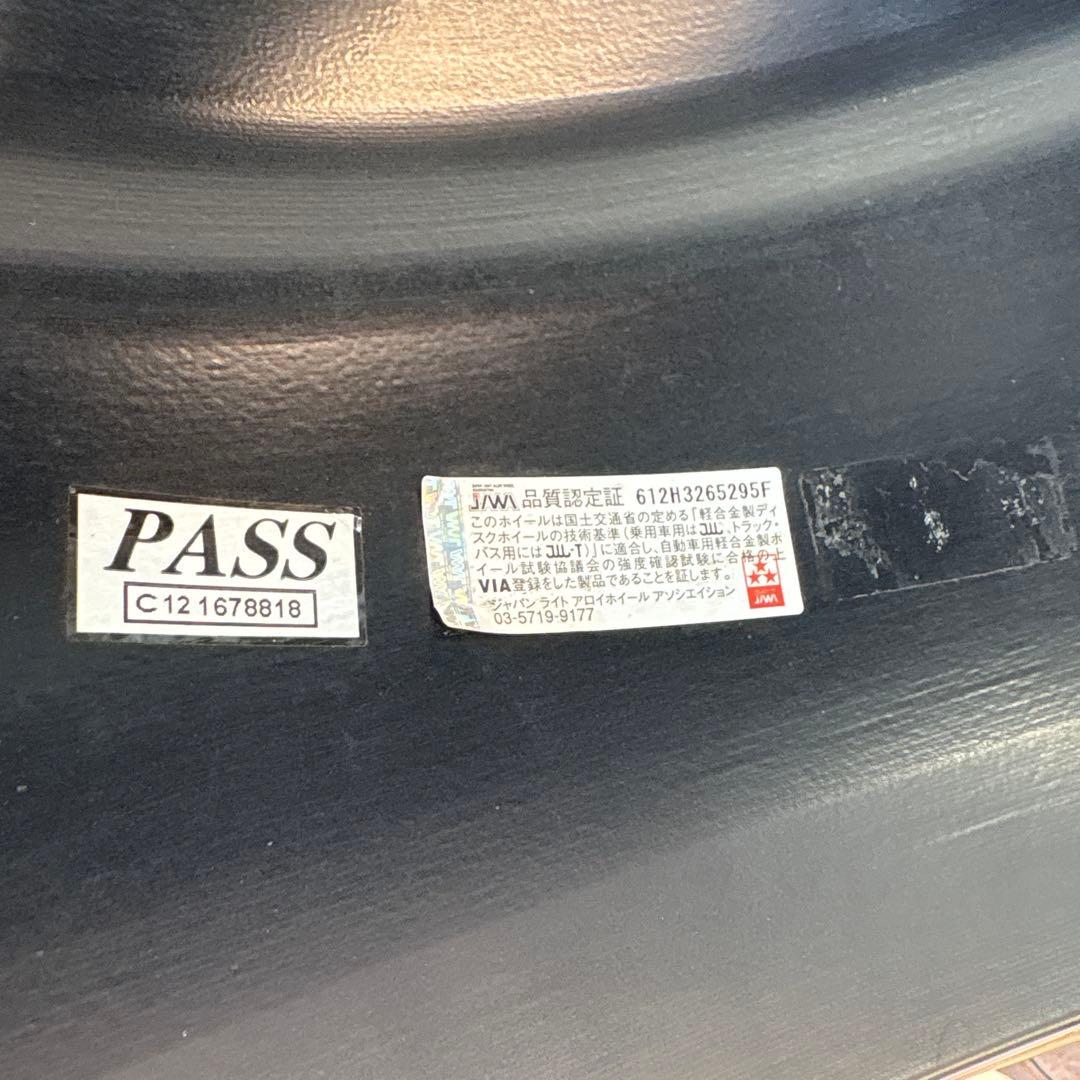 PASS
C121678818
JAWA 品質認定証 612H3265295F
このホイールは国土交通省の定める「軽合金製ディ
スクホイールの技術基準(乗用車用はJWL、トラック・
バス用にはJWL-T)」に適合し、自動車用軽合金製ホ
イール試験協議会の強度確認試験に合格の上
VIA登録をした製品であることを証します。
ジャパン ライト アロイホイール アソシエイション
03-5719-9177
JAWA